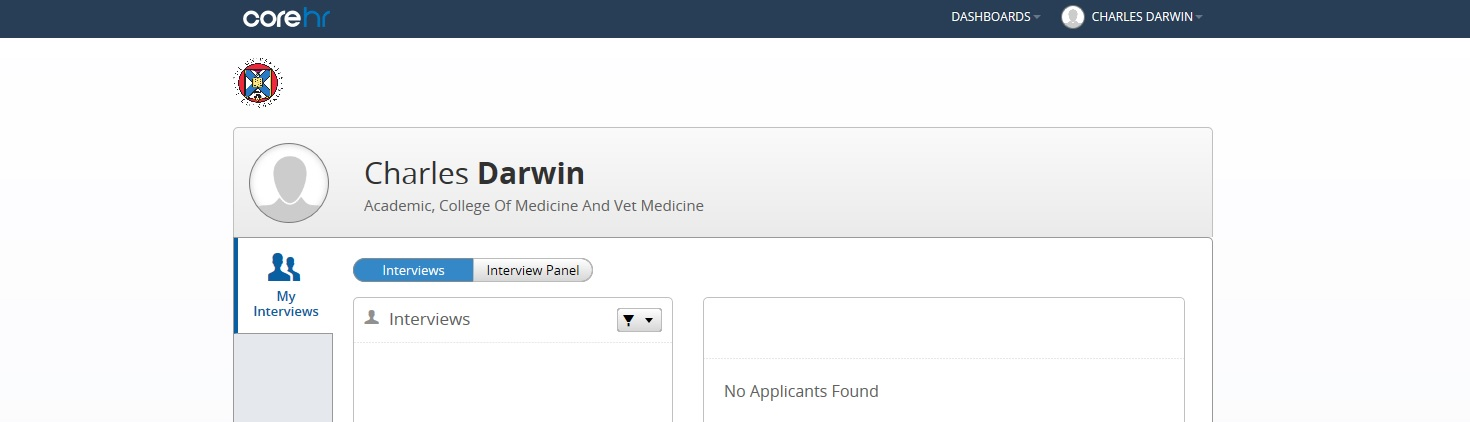 corehr
DASHBOARDS
CHARLES DARWIN
Charles Darwin
Academic, College Of Medicine And Vet Medicine
My
Interviews
Interviews
Interview Panel
Interviews
No Applicants Found